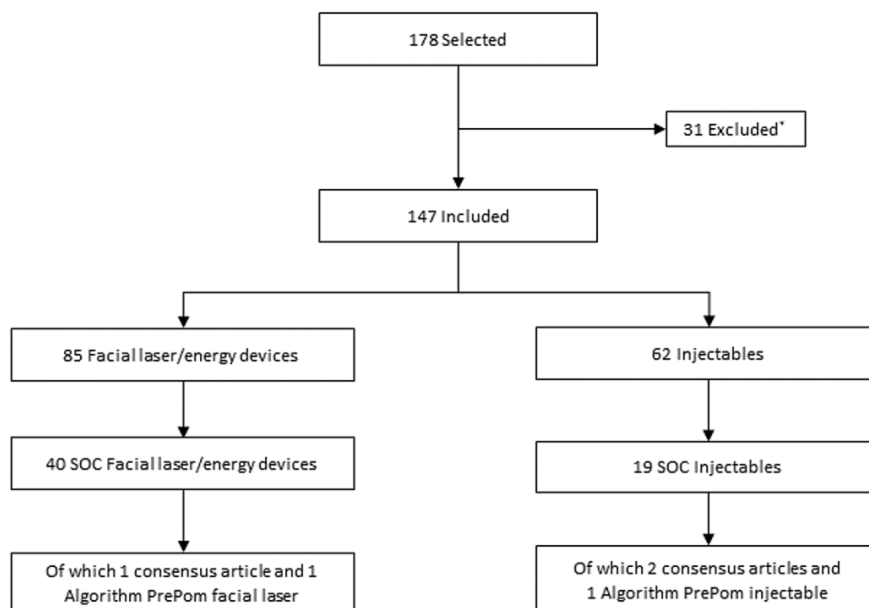 178 Selected
31 Excluded*
147 Included
85 Facial laser/energy devices
62 Injectables
40 SOC Facial laser/energy devices
19 SOC Injectables
Of which 1 consensus article and 1
Algorithm PrePom facial laser
Of which 2 consensus articles and
1 Algorithm PrePom injectable